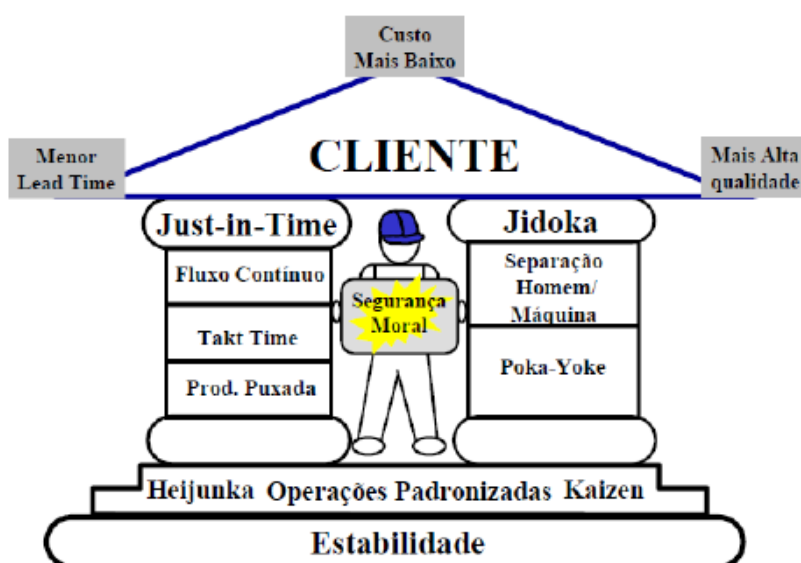 Custo
Mais Baixo
CLIENTE
Menor
Lead Time
Mais Alta
qualidade
Just-in-Time
Jidoka
Fluxo Contínuo
Takt Time
Prod. Puxada
Segurança
Moral
Separação
Homem/
Máquina
Poka-Yoke
Heijunka Operações Padronizadas Kaizen
Estabilidade